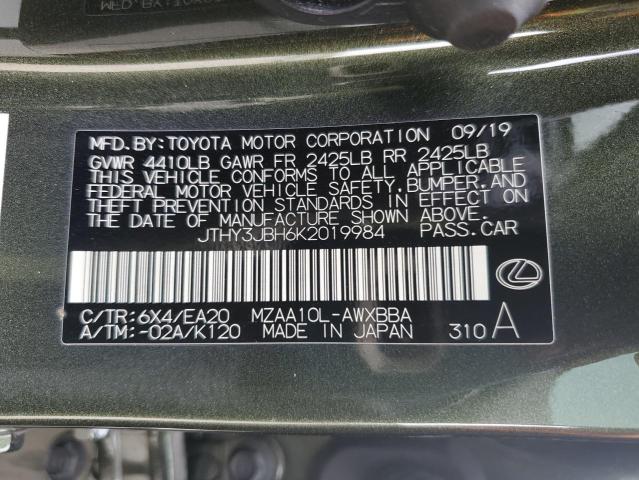 MFD. BY: TOYOTA MOTOR CORPORATION 09/19
GVWR 4410LB GAWR FR 2425LB RR 2425LB
THIS VEHICLE CONFORMS TO ALL APPLICABLE
FEDERAL MOTOR VEHICLE SAFETY, BUMPER, AND
THEFT PREVENTION STANDARDS IN EFFECT ON
THE DATE OF MANUFACTURE SHOWN ABOVE.
JTHY3JBH6K2019984 PASS.CAR
C/TR: 6X4/EA20 MZAA10L-AWXBBA
A/TM: -02A/K120 MADE IN JAPAN 310 A